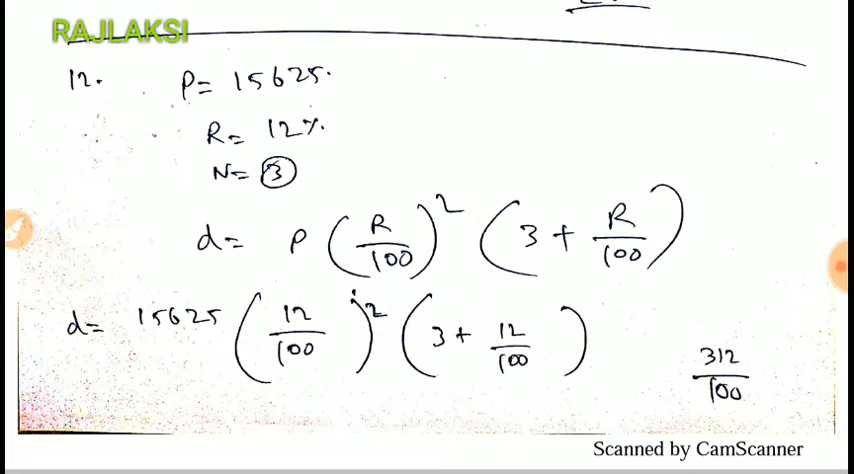 RAJLAKSI
12. P= 15625.
R= 12%.
N= 3
d= P (R/100)^2 (3 + R/100)
d= 15625 (12/100)^2 (3 + 12/100)
312/100
Scanned by CamScanner